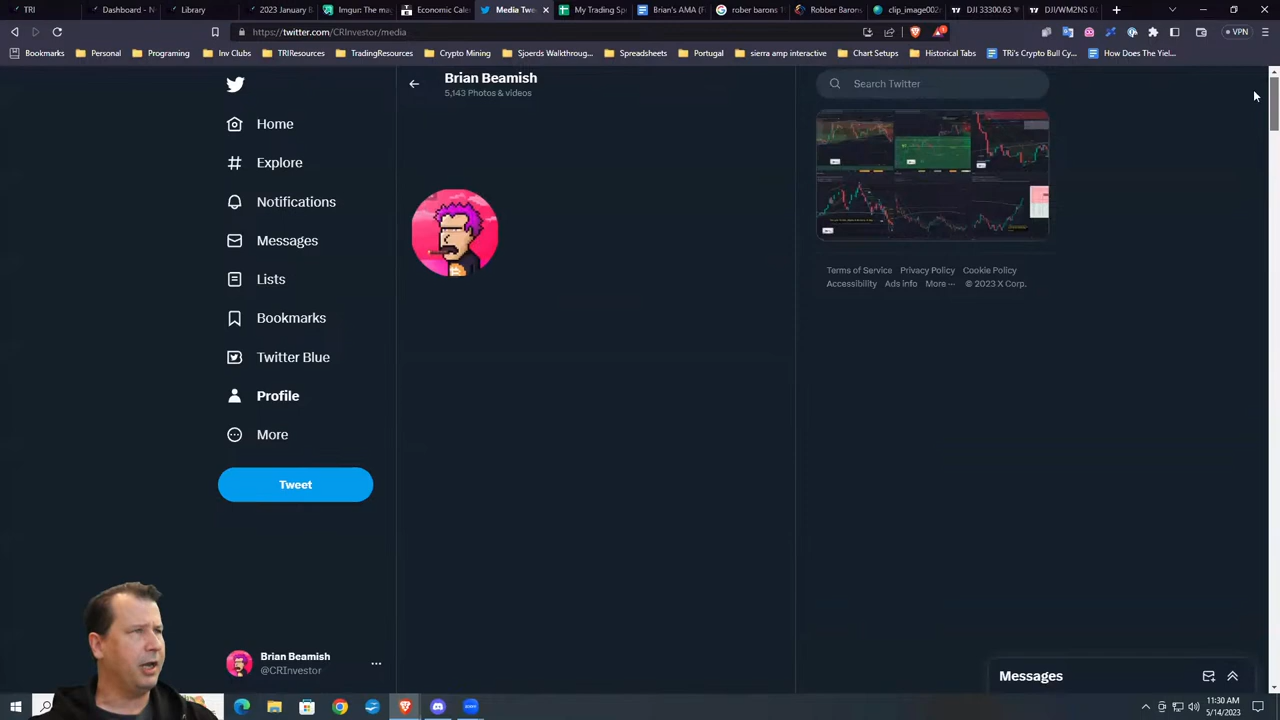 TRI
Dashboard - N
Library
2023 January B
Imgur: The ma
Economic Cale
Media Twe
My Trading Sp
Brian's AMA (F
rober barons
Robber Barons
clip_image002
DJI 33300.63
DJI/WM2NS 0.
https://twitter.com/CRInvestor/media
VPN
Bookmarks
Personal
Programing
Inv Clubs
TRIResources
TradingResources
Crypto Mining
Sjoerds Walkthroug...
Spreadsheets
Portugal
sierra amp interactive
Chart Setups
Historical Tabs
TRi's Crypto Bull Cy...
How Does The Yiel...
Brian Beamish
5,143 Photos & videos
Search Twitter
Home
Explore
Notifications
Messages
Lists
Bookmarks
Twitter Blue
Profile
More
Tweet
Terms of Service Privacy Policy Cookie Policy
Accessibility Ads info More ··· © 2023 X Corp.
Brian Beamish
@CRInvestor
Messages
zoom
11:30 AM
5/14/2023